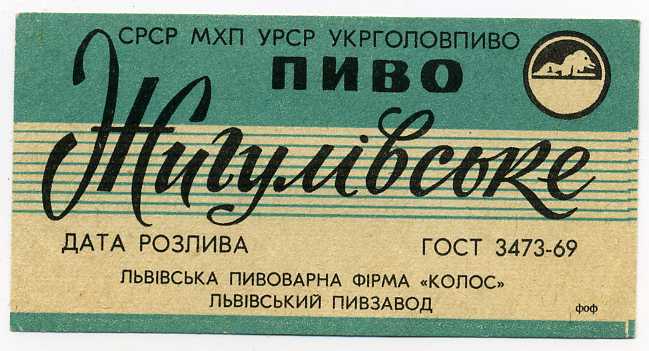 СРСР МХП УРСР УКРГОЛОВПИВО
ПИВО
Жигулівське
ДАТА РОЗЛИВА ГОСТ 3473-69
ЛЬВІВСЬКА ПИВОВАРНА ФІРМА «КОЛОС»
ЛЬВІВСЬКИЙ ПИВЗАВОД
фоф